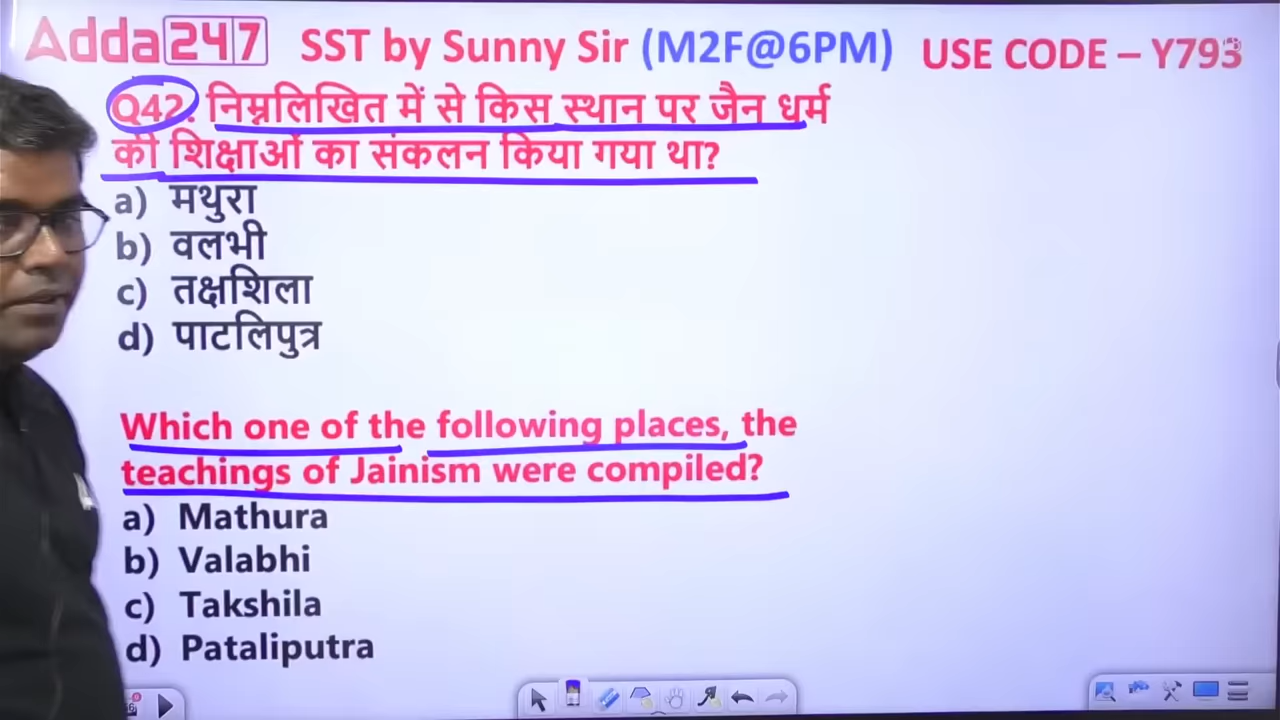 Adda247 SST by Sunny Sir (M2F@6PM) USE CODE – Y793
Q42. निम्नलिखित में से किस स्थान पर जैन धर्म
की शिक्षाओं का संकलन किया गया था?
a) मथुरा
b) वलभी
c) तक्षशिला
d) पाटलिपुत्र
Which one of the following places, the
teachings of Jainism were compiled?
a) Mathura
b) Valabhi
c) Takshila
d) Pataliputra